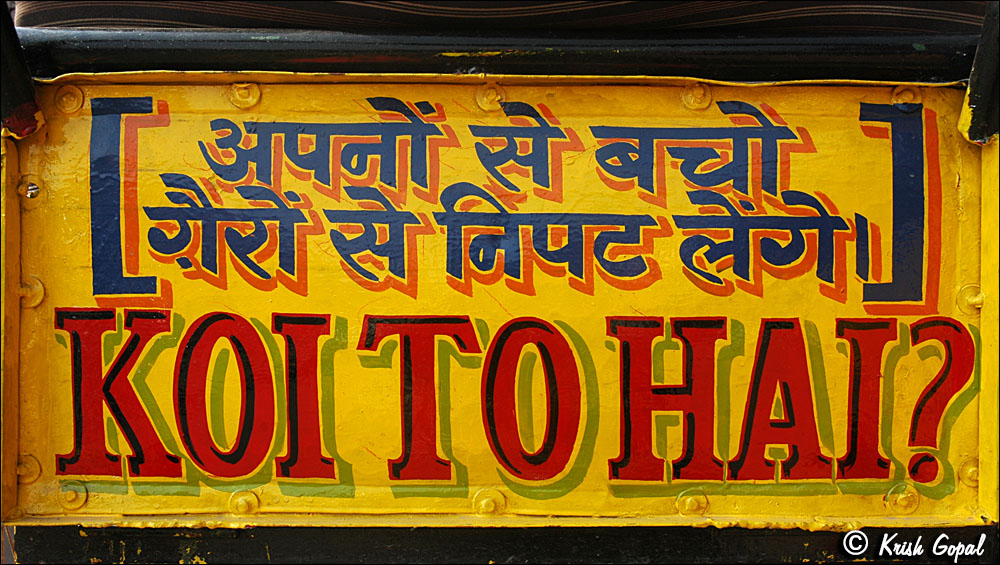 [अपनों से बचो
ग़ैरों से निपट लेंगे।]
KOI TO HAI?
© Krish Gopal